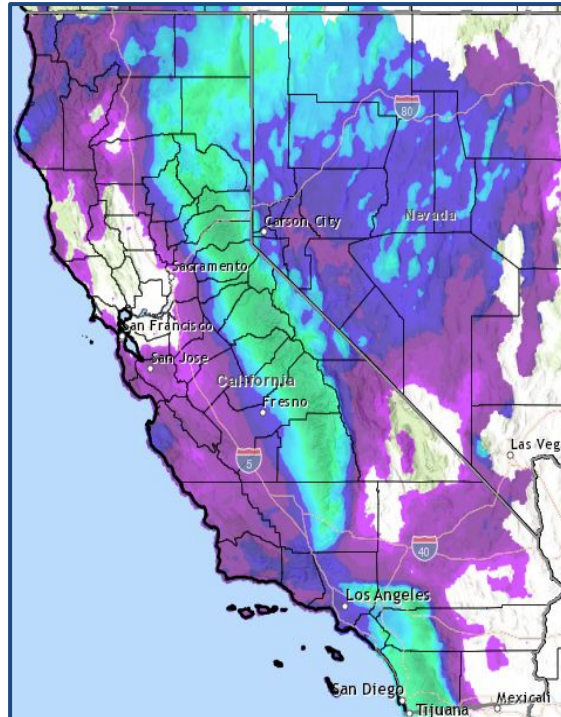 80
Carson City
Nevada
Sacramento
San Francisco
San Jose
California
Fresno
5
Las Vega
40
Los Angeles
San Diego
Tijuana
Mexicali